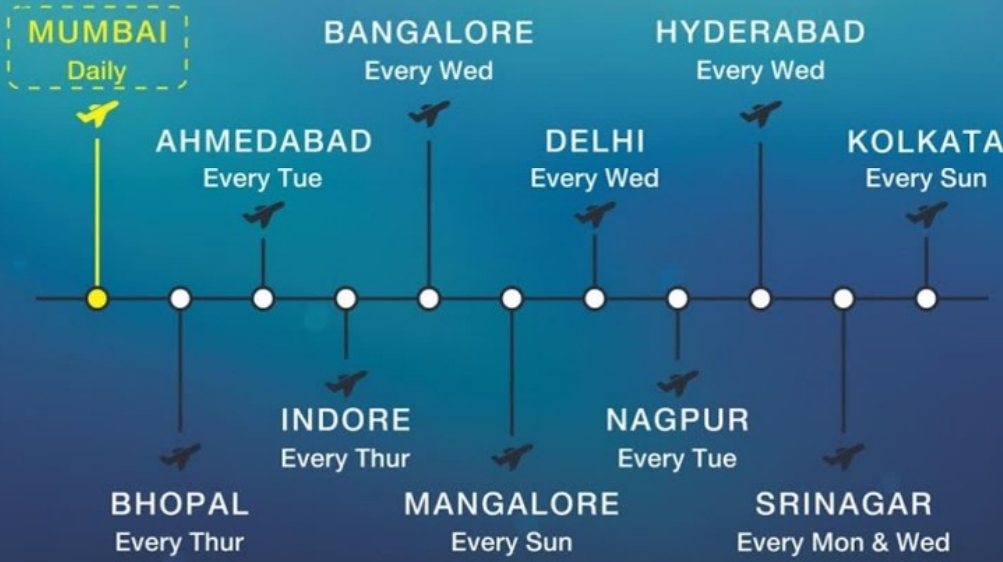 MUMBAI
Daily
BANGALORE
Every Wed
HYDERABAD
Every Wed
AHMEDABAD
Every Tue
DELHI
Every Wed
KOLKATA
Every Sun
INDORE
Every Thur
NAGPUR
Every Tue
BHOPAL
Every Thur
MANGALORE
Every Sun
SRINAGAR
Every Mon & Wed